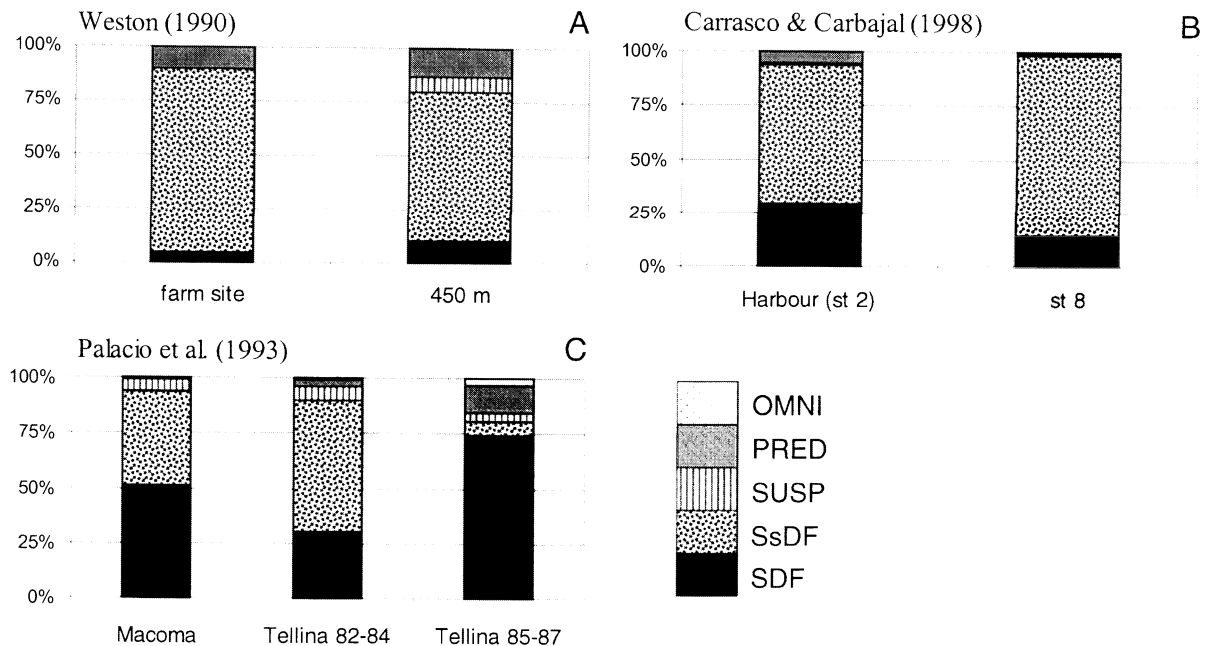 Weston (1990)
A
100%
75%
50%
25%
0%
farm site
450 m
Carrasco & Carbajal (1998)
B
100%
75%
50%
25%
0%
Harbour (st 2)
st 8
Palacio et al. (1993)
C
100%
75%
50%
25%
0%
Macoma
Tellina 82-84
Tellina 85-87
OMNI
PRED
SUSP
SsDF
SDF